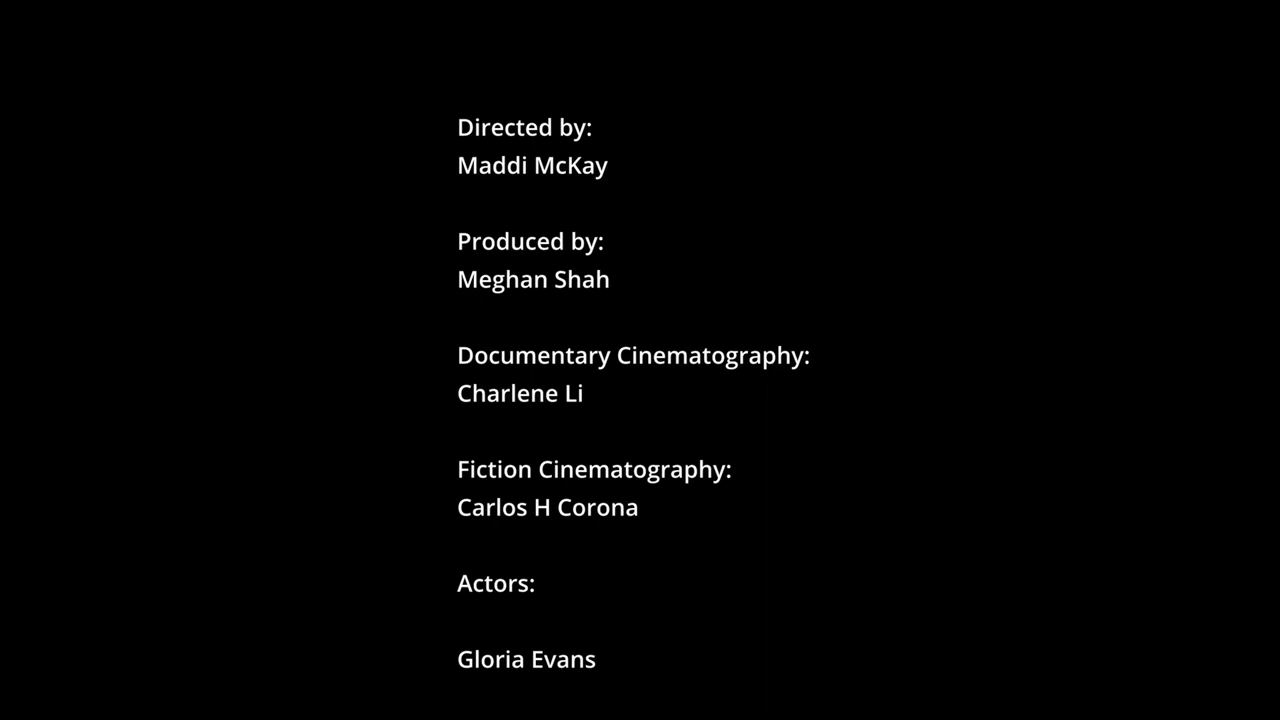 Directed by:
Maddi McKay
Produced by:
Meghan Shah
Documentary Cinematography:
Charlene Li
Fiction Cinematography:
Carlos H Corona
Actors:
Gloria Evans